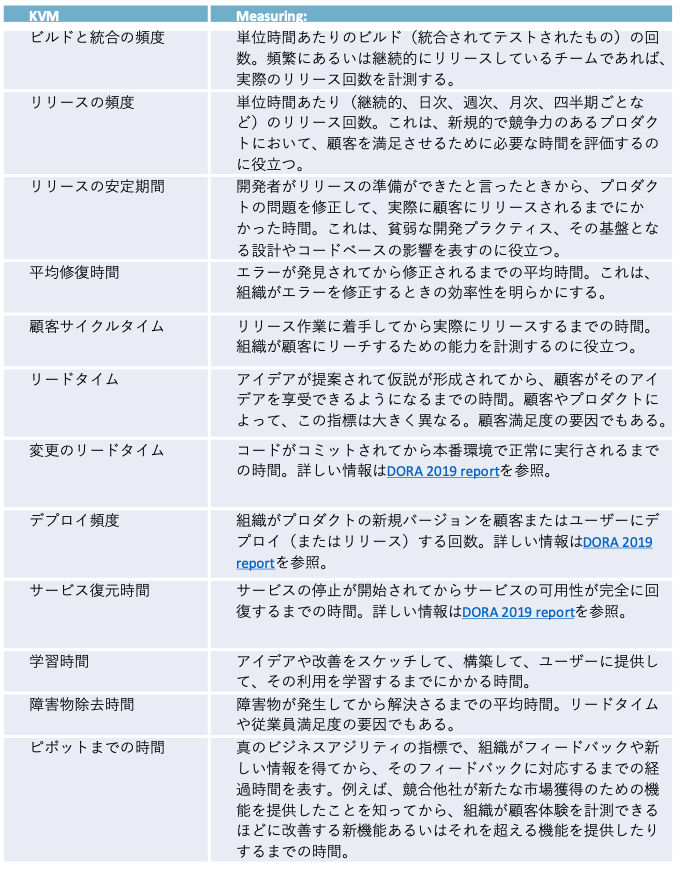 KVM
Measuring:
ビルドと統合の頻度
単位時間あたりのビルド（統合されてテストされたもの）の回
数。頻繁にあるいは継続的にリリースしているチームであれば、
実際のリリース回数を計測する。
リリースの頻度
単位時間あたり（継続的、日次、週次、月次、四半期ごとな
ど）のリリース回数。これは、新規的で競争力のあるプロダク
トにおいて、顧客を満足させるために必要な時間を評価するの
に役立つ。
リリースの安定期間
開発者がリリースの準備ができたと言ったときから、プロダク
トの問題を修正して、実際に顧客にリリースされるまでにか
かった時間。これは、貧弱な開発プラクティス、その基盤とな
る設計やコードベースの影響を表すのに役立つ。
平均修復時間
エラーが発見されてから修正されるまでの平均時間。これは、
組織がエラーを修正するときの効率性を明らかにする。
顧客サイクルタイム
リリース作業に着手してから実際にリリースするまでの時間。
組織が顧客にリーチするための能力を計測するのに役立つ。
リードタイム
アイデアが提案されて仮説が形成されてから、顧客がそのアイ
デアを享受できるようになるまでの時間。顧客やプロダクトに
よって、この指標は大きく異なる。顧客満足度の要因でもある。
変更のリードタイム
コードがコミットされてから本番環境で正常に実行されるまで
の時間。詳しい情報はDORA 2019 reportを参照。
デプロイ頻度
組織がプロダクトの新規バージョンを顧客またはユーザーにデ
プロイ（またはリリース）する回数。詳しい情報はDORA 2019
reportを参照。
サービス復元時間
サービスの停止が開始されてからサービスの可用性が完全に回
復するまでの時間。詳しい情報はDORA 2019 reportを参照。
学習時間
アイデアや改善をスケッチして、構築して、ユーザーに提供し
て、その利用を学習するまでにかかる時間。
障害物除去時間
障害物が発生してから解決さるまでの平均時間。リードタイム
や従業員満足度の要因でもある。
ピボットまでの時間
真のビジネスアジリティの指標で、組織がフィードバックや新
しい情報を得てから、そのフィードバックに対応するまでの経
過時間を表す。例えば、競合他社が新たな市場獲得のための機
能を提供したことを知ってから、組織が顧客体験を計測できる
ほどに改善する新機能あるいはそれを超える機能を提供したり
するまでの時間。